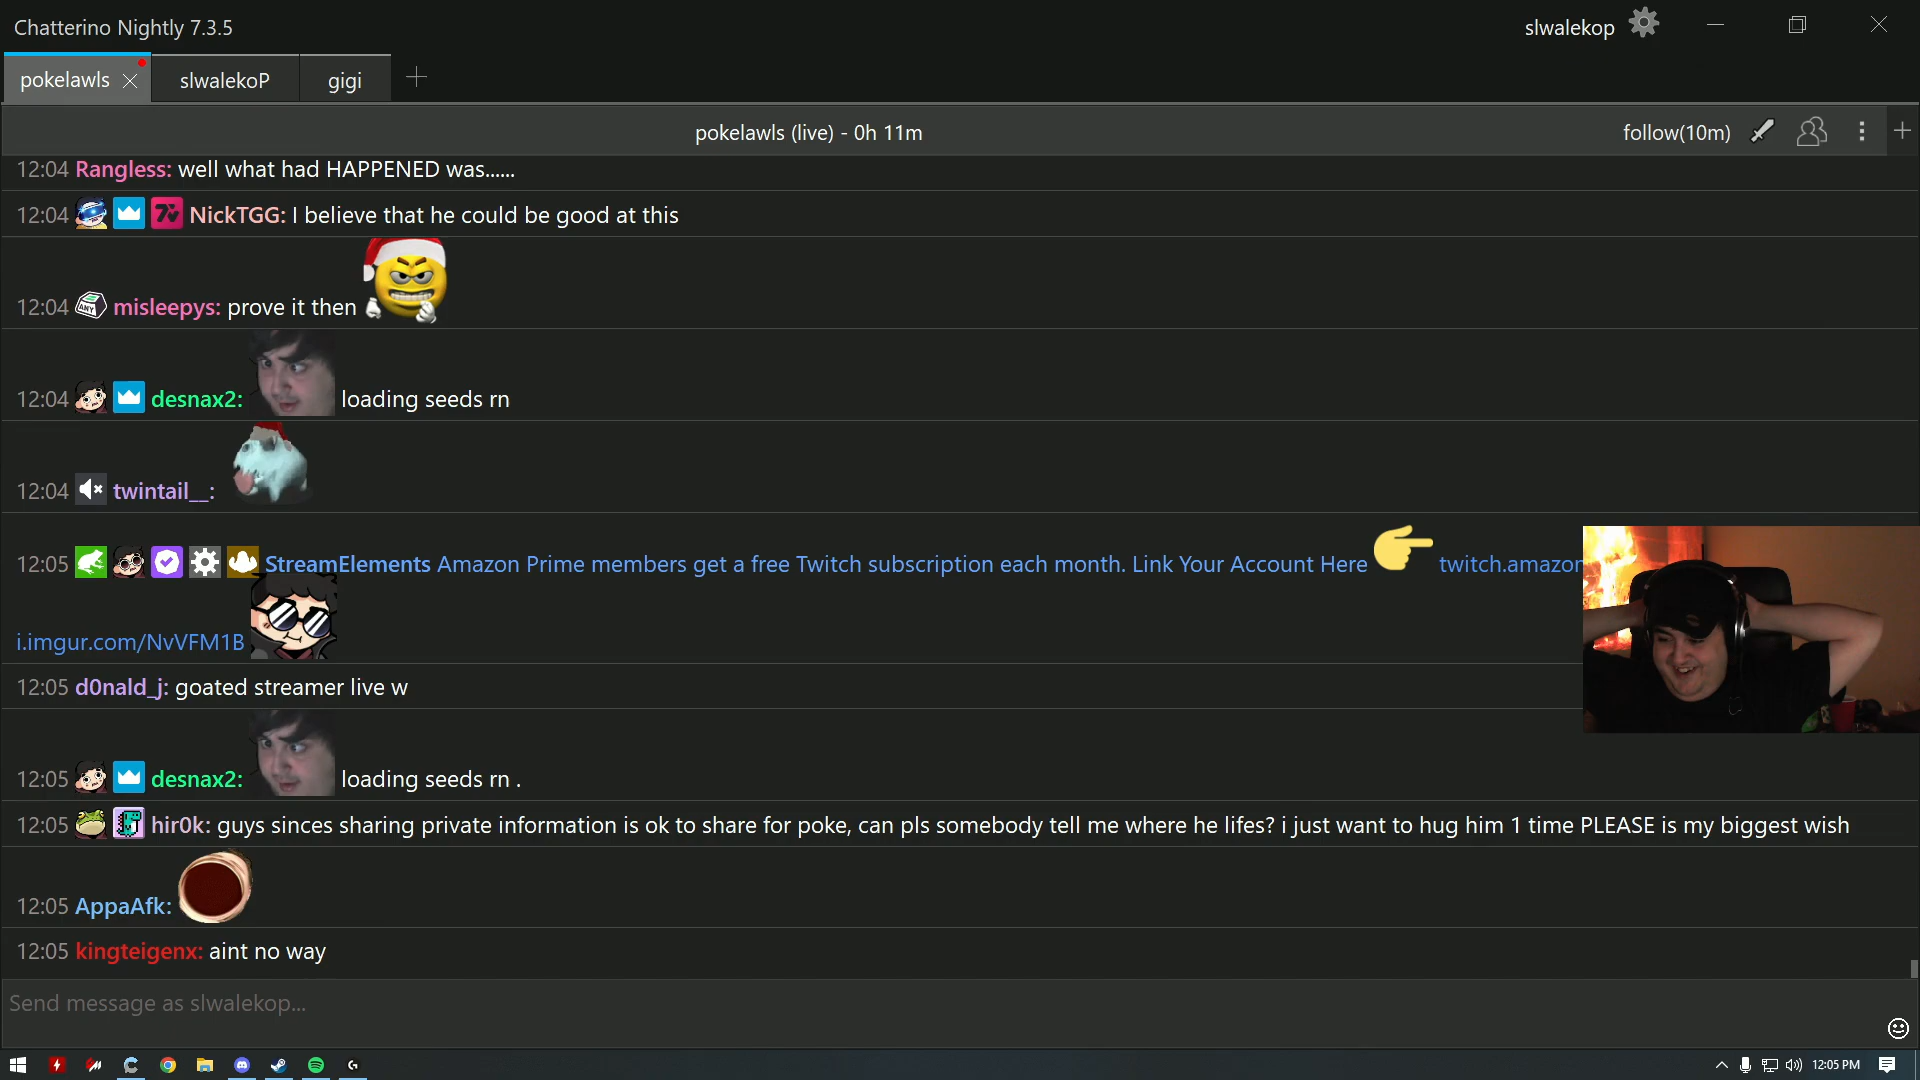 Chatterino Nightly 7.3.5
slwalekop
pokelawls
slwalekoP
gigi
pokelawls (live) - 0h 11m
follow(10m)
12:04 Rangless: well what had HAPPENED was......
12:04 NickTGG: I believe that he could be good at this
12:04 ANY misleepys: prove it then
12:04 desnax2: loading seeds rn
12:04 twintail__:
12:05 StreamElements Amazon Prime members get a free Twitch subscription each month. Link Your Account Here twitch.amazon
i.imgur.com/NvVFM1B
12:05 d0nald_j: goated streamer live w
12:05 desnax2: loading seeds rn .
12:05 hir0k: guys sinces sharing private information is ok to share for poke, can pls somebody tell me where he lifes? i just want to hug him 1 time PLEASE is my biggest wish
12:05 AppaAfk:
12:05 kingteigenx: aint no way
Send message as slwalekop...
12:05 PM